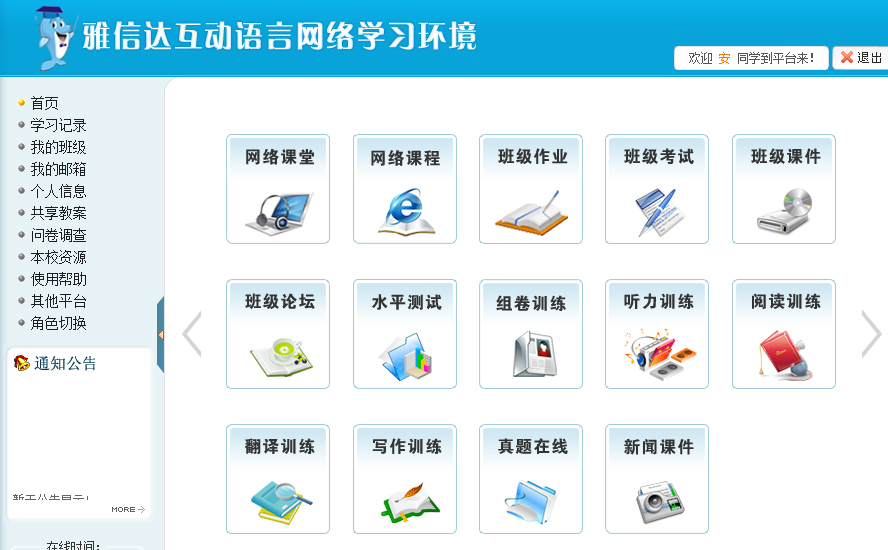 雅信达互动语言网络学习环境
欢迎 安 同学到平台来!
退出
首页
学习记录
我的班级
我的邮箱
个人信息
共享教案
问卷调查
本校资源
使用帮助
其他平台
角色切换
通知公告
MORE
在线时间:
网络课堂
网络课程
班级作业
班级考试
班级课件
班级论坛
水平测试
组卷训练
听力训练
阅读训练
翻译训练
写作训练
真题在线
新闻课件